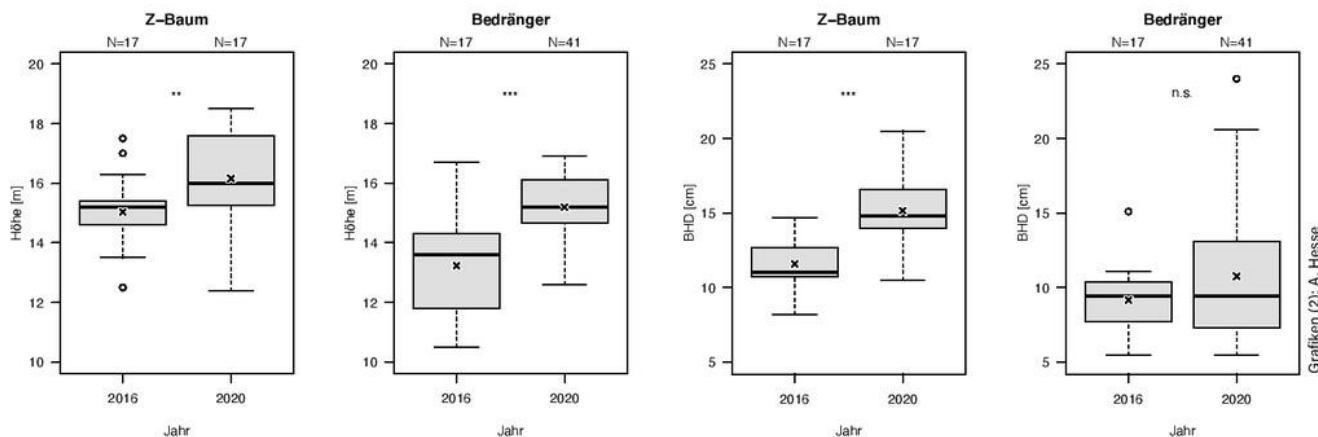 Z-Baum
N=17 N=17
**
20
18
16
14
12
10
Höhe [m]
2016 2020
Jahr
Bedränger
N=17 N=41
***
20
18
16
14
12
10
Höhe [m]
2016 2020
Jahr
Z-Baum
N=17 N=17
***
25
20
15
10
5
BHD [cm]
2016 2020
Jahr
Bedränger
N=17 N=41
n.s.
25
20
15
10
5
BHD [cm]
2016 2020
Jahr
Grafiken (2): A. Hesse